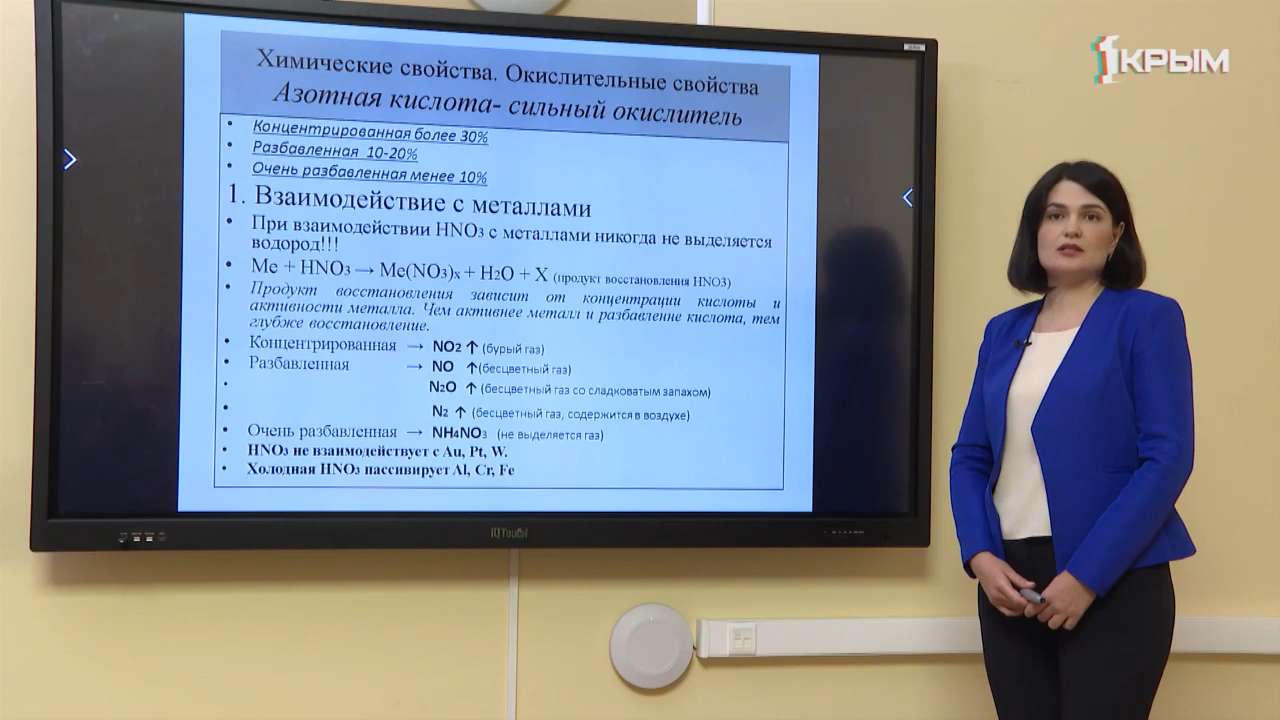 1КРЫМ
Химические свойства. Окислительные свойства
Азотная кислота- сильный окислитель
• Концентрированная более 30%
• Разбавленная 10-20%
• Очень разбавленная менее 10%
1. Взаимодействие с металлами
• При взаимодействии HNO3 с металлами никогда не выделяется
водород!!!
• Me + HNO3 → Me(NO3)x + H2O + X (продукт восстановления HNO3)
• Продукт восстановления зависит от концентрации кислоты и
активности металла. Чем активнее металл и разбавление кислота, тем
глубже восстановление.
• Концентрированная → NO2 ↑ (бурый газ)
• Разбавленная → NO ↑(бесцветный газ)
• N2O ↑ (бесцветный газ со сладковатым запахом)
• N2 ↑ (бесцветный газ, содержится в воздухе)
• Очень разбавленная → NH4NO3 (не выделяется газ)
• HNO3 не взаимодействует с Au, Pt, W.
• Холодная HNO3 пассивирует Al, Cr, Fe
IQTouch